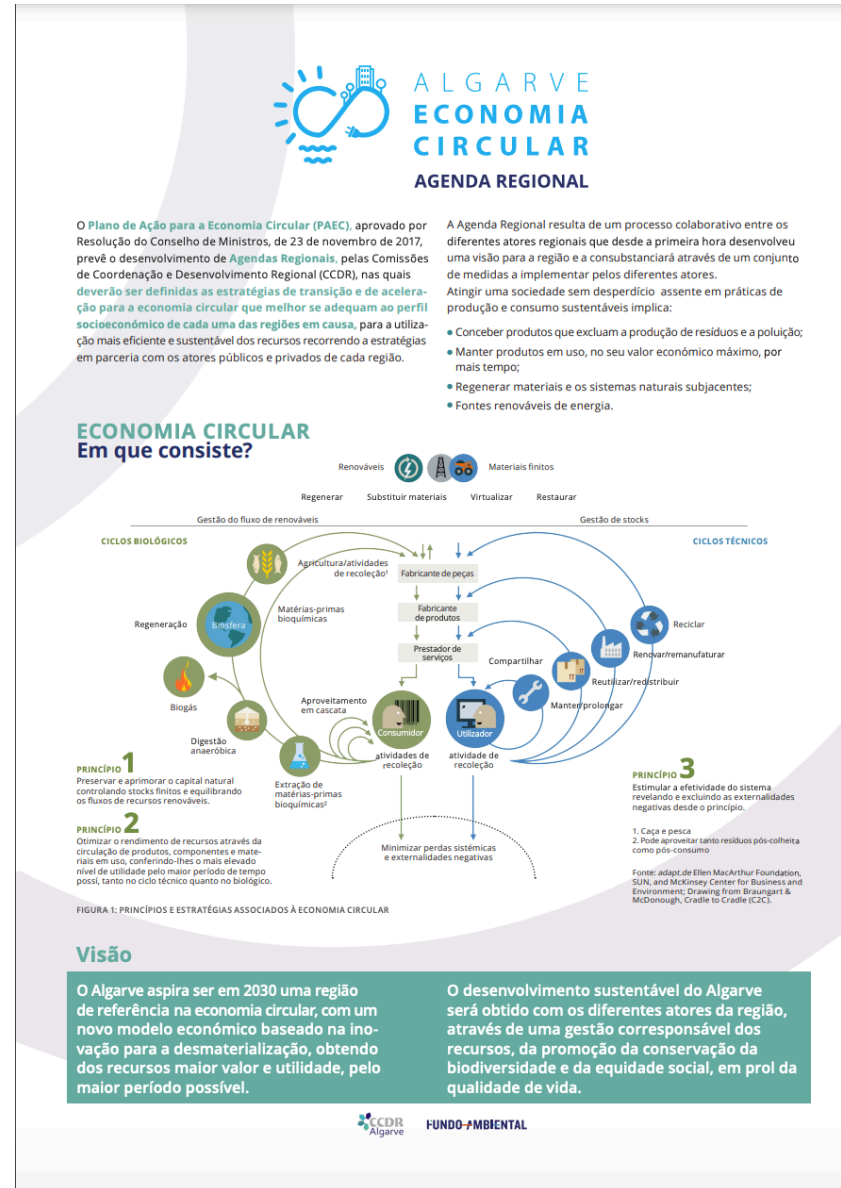 ALGARVE
ECONOMIA
CIRCULAR
AGENDA REGIONAL
O Plano de Ação para a Economia Circular (PAEC), aprovado por
Resolução do Conselho de Ministros, de 23 de novembro de 2017,
prevê o desenvolvimento de Agendas Regionais, pelas Comissões
de Coordenação e Desenvolvimento Regional (CCDR), nas quais
deverão ser definidas as estratégias de transição e de acelera-
ção para a economia circular que melhor se adequam ao perfil
socioeconómico de cada uma das regiões em causa, para a utiliza-
ção mais eficiente e sustentável dos recursos recorrendo a estratégias
em parceria com os atores públicos e privados de cada região.
A Agenda Regional resulta de um processo colaborativo entre os
diferentes atores regionais que desde a primeira hora desenvolveu
uma visão para a região e a consubstanciará através de um conjunto
de medidas a implementar pelos diferentes atores.
Atingir uma sociedade sem desperdício assente em práticas de
produção e consumo sustentáveis implica:
• Conceber produtos que excluam a produção de resíduos e a poluição;
• Manter produtos em uso, no seu valor económico máximo, por
mais tempo;
• Regenerar materiais e os sistemas naturais subjacentes;
• Fontes renováveis de energia.
ECONOMIA CIRCULAR
Em que consiste?
Renováveis
Materiais finitos
Regenerar Substituir materiais Virtualizar Restaurar
Gestão do fluxo de renováveis
Gestão de stocks
CICLOS BIOLÓGICOS
CICLOS TÉCNICOS
Agricultura/atividades
de recoleção¹
Fabricante de peças
Matérias-primas
bioquímicas
Fabricante
de produtos
Regeneração
Biosfera
Reciclar
Prestador de
serviços
Renovar/remanufaturar
Compartilhar
Reutilizar/redistribuir
Biogás
Aproveitamento
em cascata
Manter/prolongar
Consumidor
Utilizador
Digestão
anaeróbica
atividades de
recoleção
atividade de
recoleção
Extração de
matérias-primas
bioquímicas²
PRINCÍPIO 1
Preservar e aprimorar o capital natural
controlando stocks finitos e equilibrando
os fluxos de recursos renováveis.
PRINCÍPIO 2
Otimizar o rendimento de recursos através da
circulação de produtos, componentes e mate-
riais em uso, conferindo-lhes o mais elevado
nível de utilidade pelo maior período de tempo
possí, tanto no ciclo técnico quanto no biológico.
Minimizar perdas sistémicas
e externalidades negativas
PRINCÍPIO 3
Estimular a efetividade do sistema
revelando e excluindo as externalidades
negativas desde o princípio.
1. Caça e pesca
2. Pode aproveitar tanto resíduos pós-colheita
como pós-consumo
Fonte: adapt.de Ellen MacArthur Foundation,
SUN, and McKinsey Center for Business and
Environment; Drawing from Braungart &
McDonough, Cradle to Cradle (C2C).
FIGURA 1: PRINCÍPIOS E ESTRATÉGIAS ASSOCIADOS À ECONOMIA CIRCULAR
Visão
O Algarve aspira ser em 2030 uma região
de referência na economia circular, com um
novo modelo económico baseado na ino-
vação para a desmaterialização, obtendo
dos recursos maior valor e utilidade, pelo
maior período possível.
O desenvolvimento sustentável do Algarve
será obtido com os diferentes atores da região,
através de uma gestão corresponsável dos
recursos, da promoção da conservação da
biodiversidade e da equidade social, em prol da
qualidade de vida.
CCDR
Algarve
FUNDO AMBIENTAL